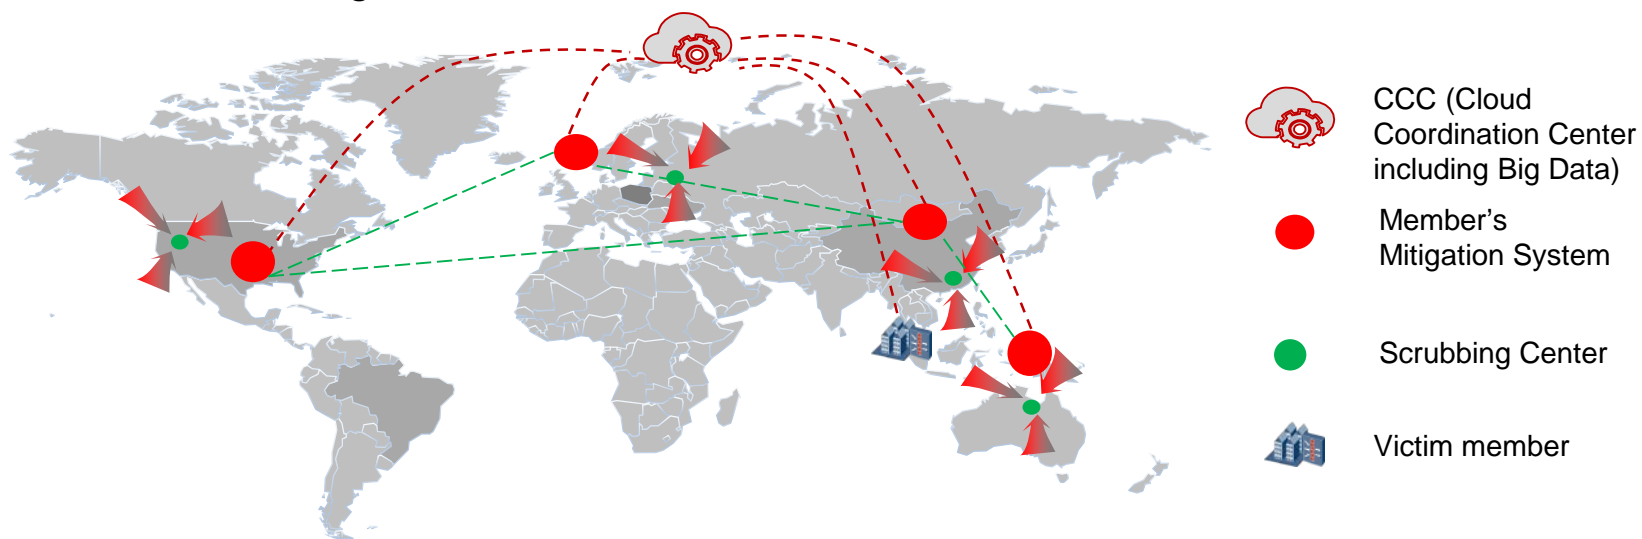 CCC (Cloud
Coordination Center
including Big Data)
Member’s
Mitigation System
Scrubbing Center
Victim member